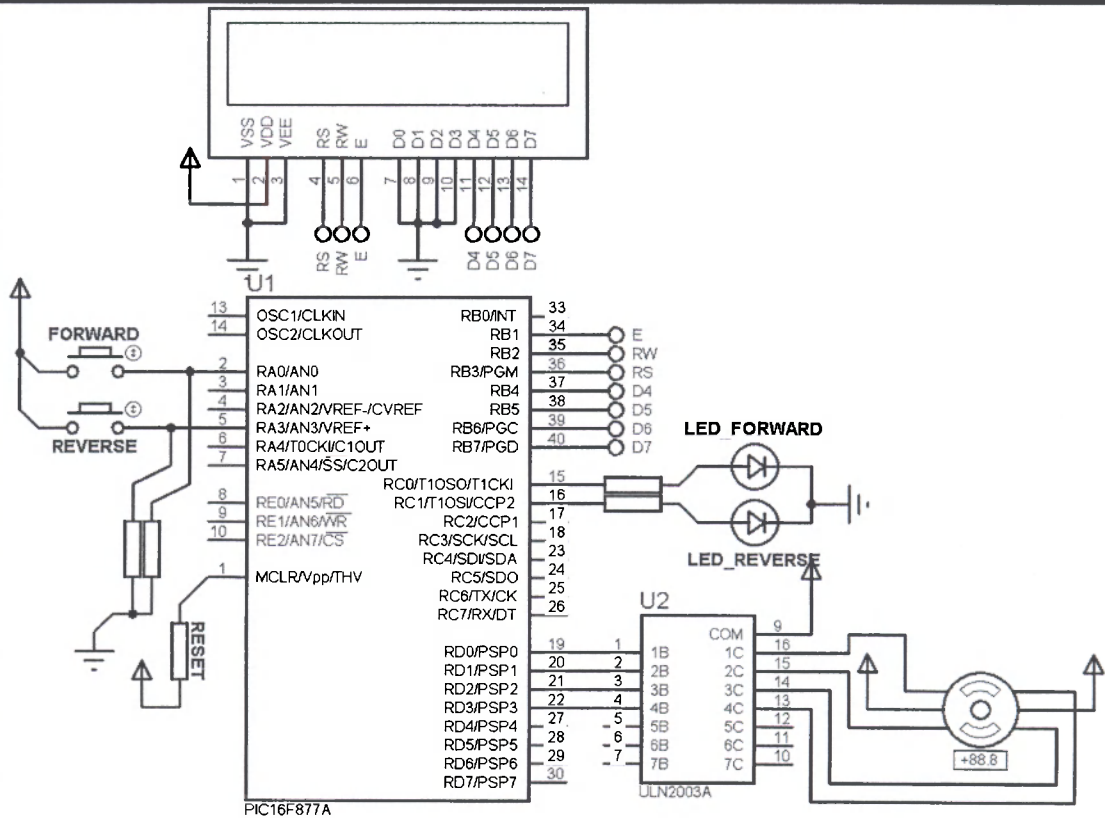 VSS VDD VEE RS RW E D0 D1 D2 D3 D4 D5 D6 D7
1 2 3 4 5 6 7 8 9 10 11 12 13 14
RS RW E D4 D5 D6 D7
U1
13 OSC1/CLKIN RB0/INT 33
14 OSC2/CLKOUT RB1 34 E
FORWARD
RB2 35 RW
2 RA0/AN0 RB3/PGM 36 RS
3 RA1/AN1 RB4 37 D4
4 RA2/AN2/VREF-/CVREF RB5 38 D5
5 RA3/AN3/VREF+ RB6/PGC 39 D6
REVERSE
6 RA4/T0CKI/C1OUT RB7/PGD 40 D7
7 RA5/AN4/SS/C2OUT
LED_FORWARD
RC0/T1OSO/T1CKI 15
8 RE0/AN5/RD RC1/T1OSI/CCP2 16
9 RE1/AN6/WR RC2/CCP1 17
10 RE2/AN7/CS RC3/SCK/SCL 18
RC4/SDI/SDA 23
LED_REVERSE
1 MCLR/Vpp/THV RC5/SDO 24
RC6/TX/CK 25
RC7/RX/DT 26
RESET
U2
COM 9
RD0/PSP0 19 1 1B 1C 16
RD1/PSP1 20 2 2B 2C 15
RD2/PSP2 21 3 3B 3C 14
RD3/PSP3 22 4 4B 4C 13
RD4/PSP4 27 5 5B 5C 12
RD5/PSP5 28 6 6B 6C 11
RD6/PSP6 29 7 7B 7C 10
RD7/PSP7 30
+88.8
PIC16F877A
ULN2003A